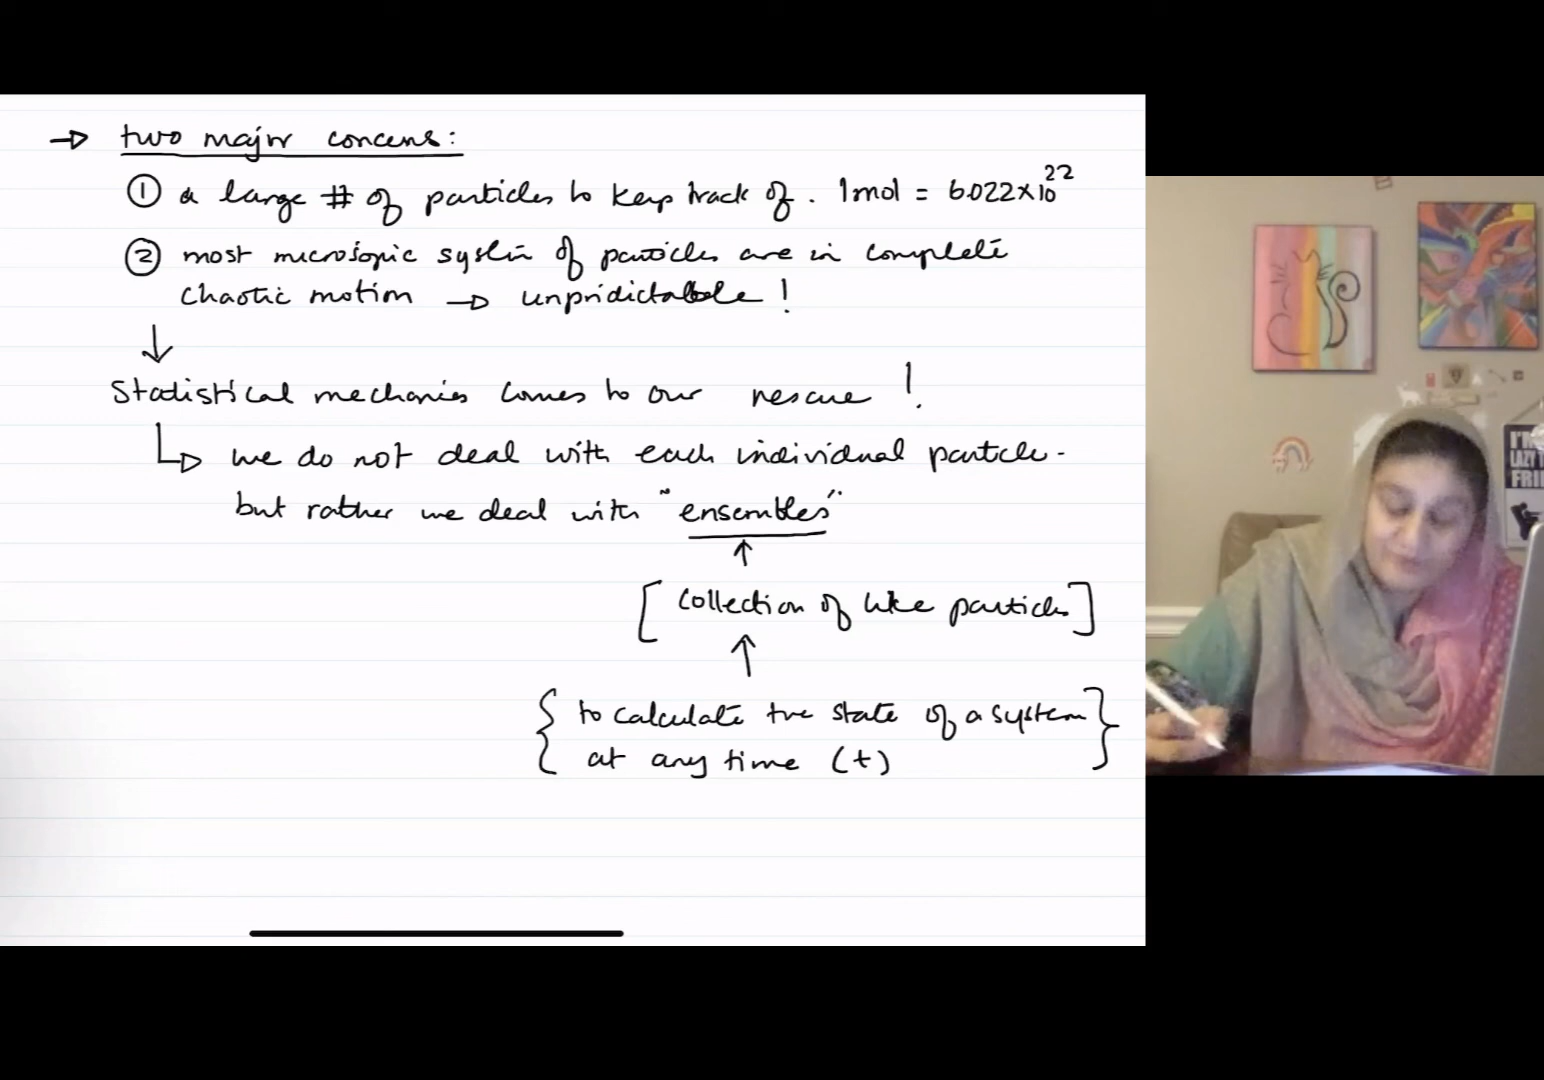 → two major concerns:
① a large # of particles to keep track of. 1mol = 6.022×10²²
② most microsopic system of particles are in complete
chaotic motion → unpridictable!
↓
Statistical mechanics comes to our rescue!
↳ we do not deal with each individual particle.
but rather we deal with "ensembles"
↑
[collection of like particles]
↑
{to calculate the state of a system
at any time (t)}
I'M
LAZY
FRI